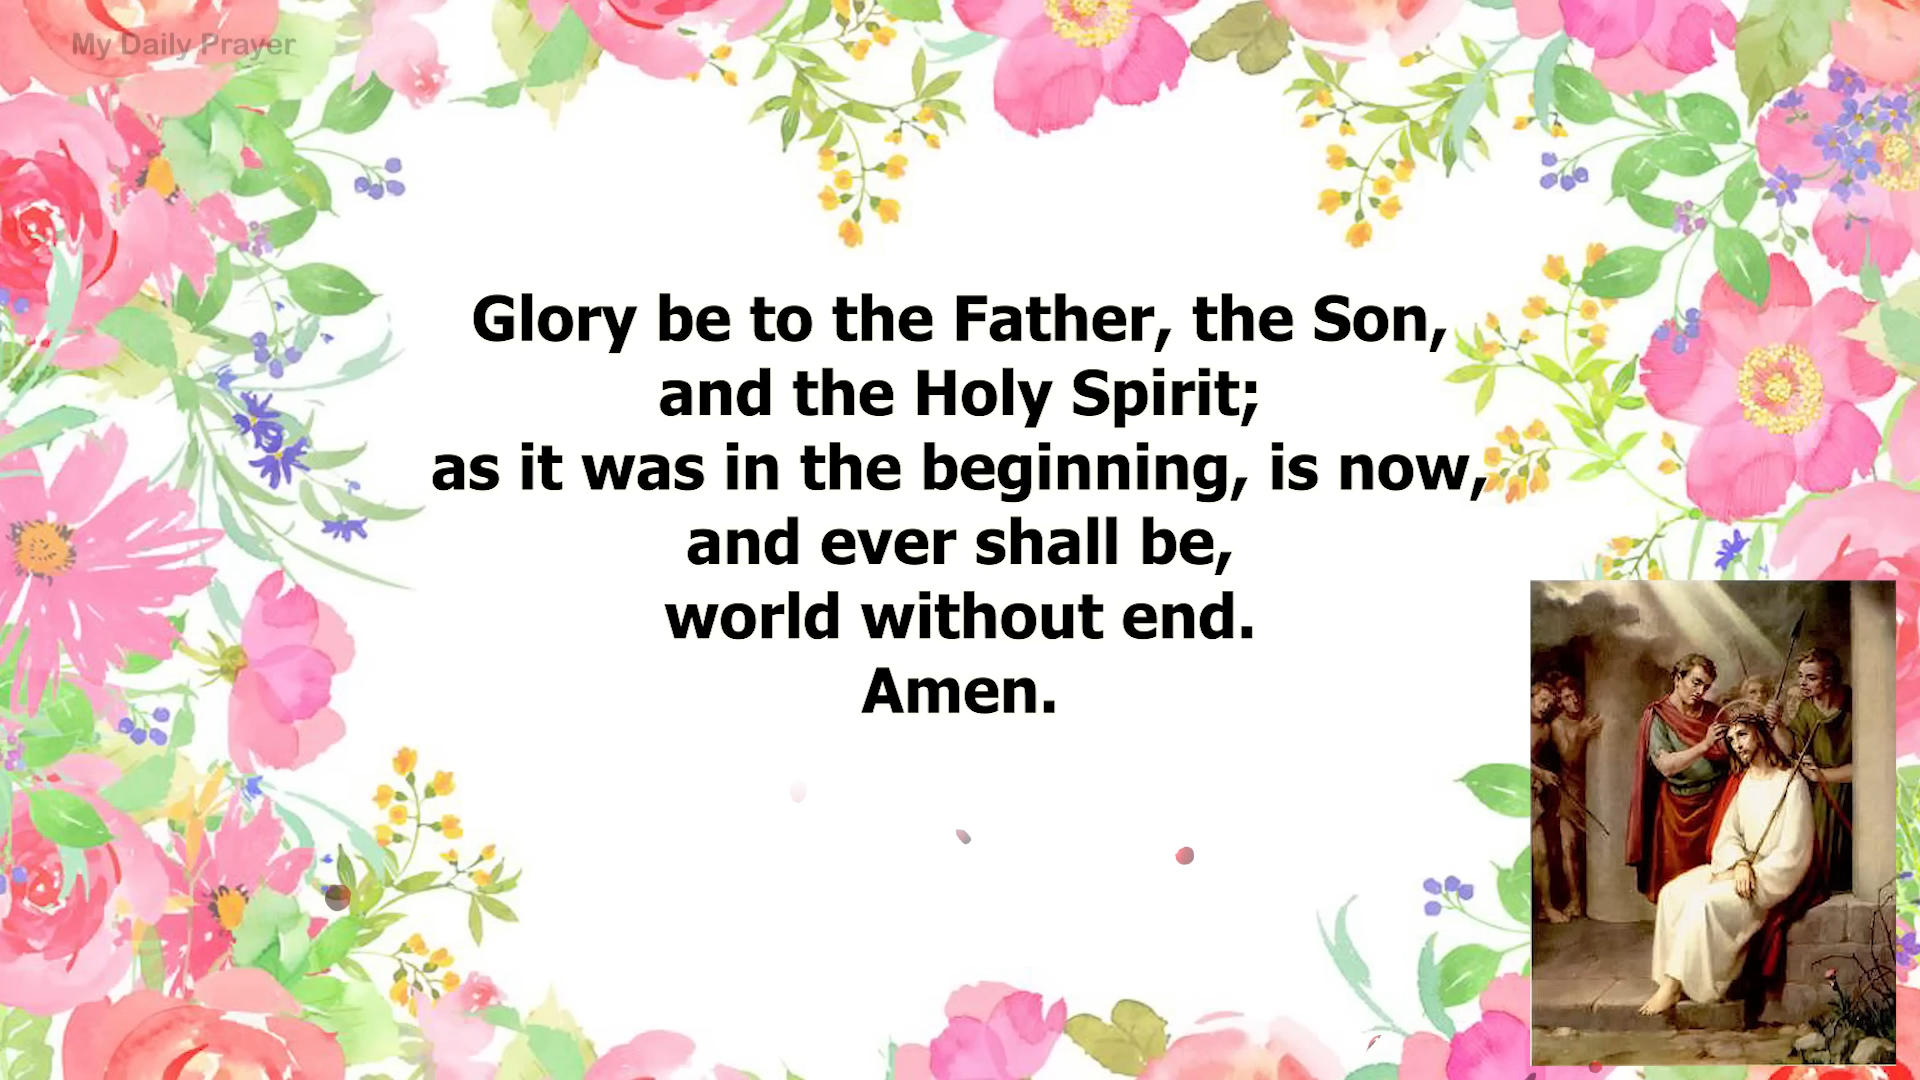 My Daily Prayer
Glory be to the Father, the Son,
and the Holy Spirit;
as it was in the beginning, is now,
and ever shall be,
world without end.
Amen.